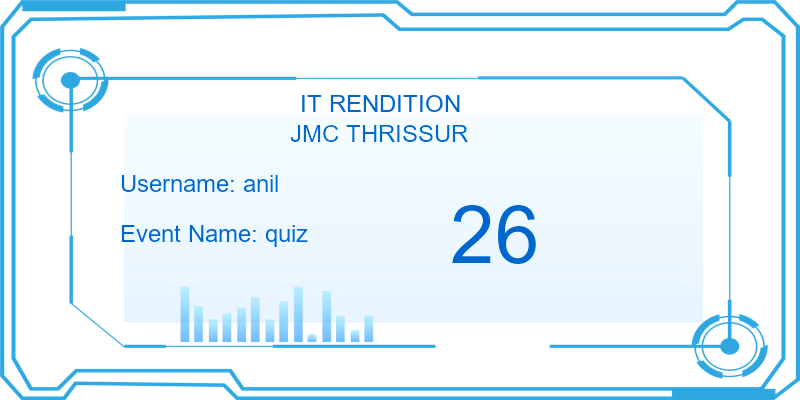 IT RENDITION
JMC THRISSUR
Username: anil
Event Name: quiz
26